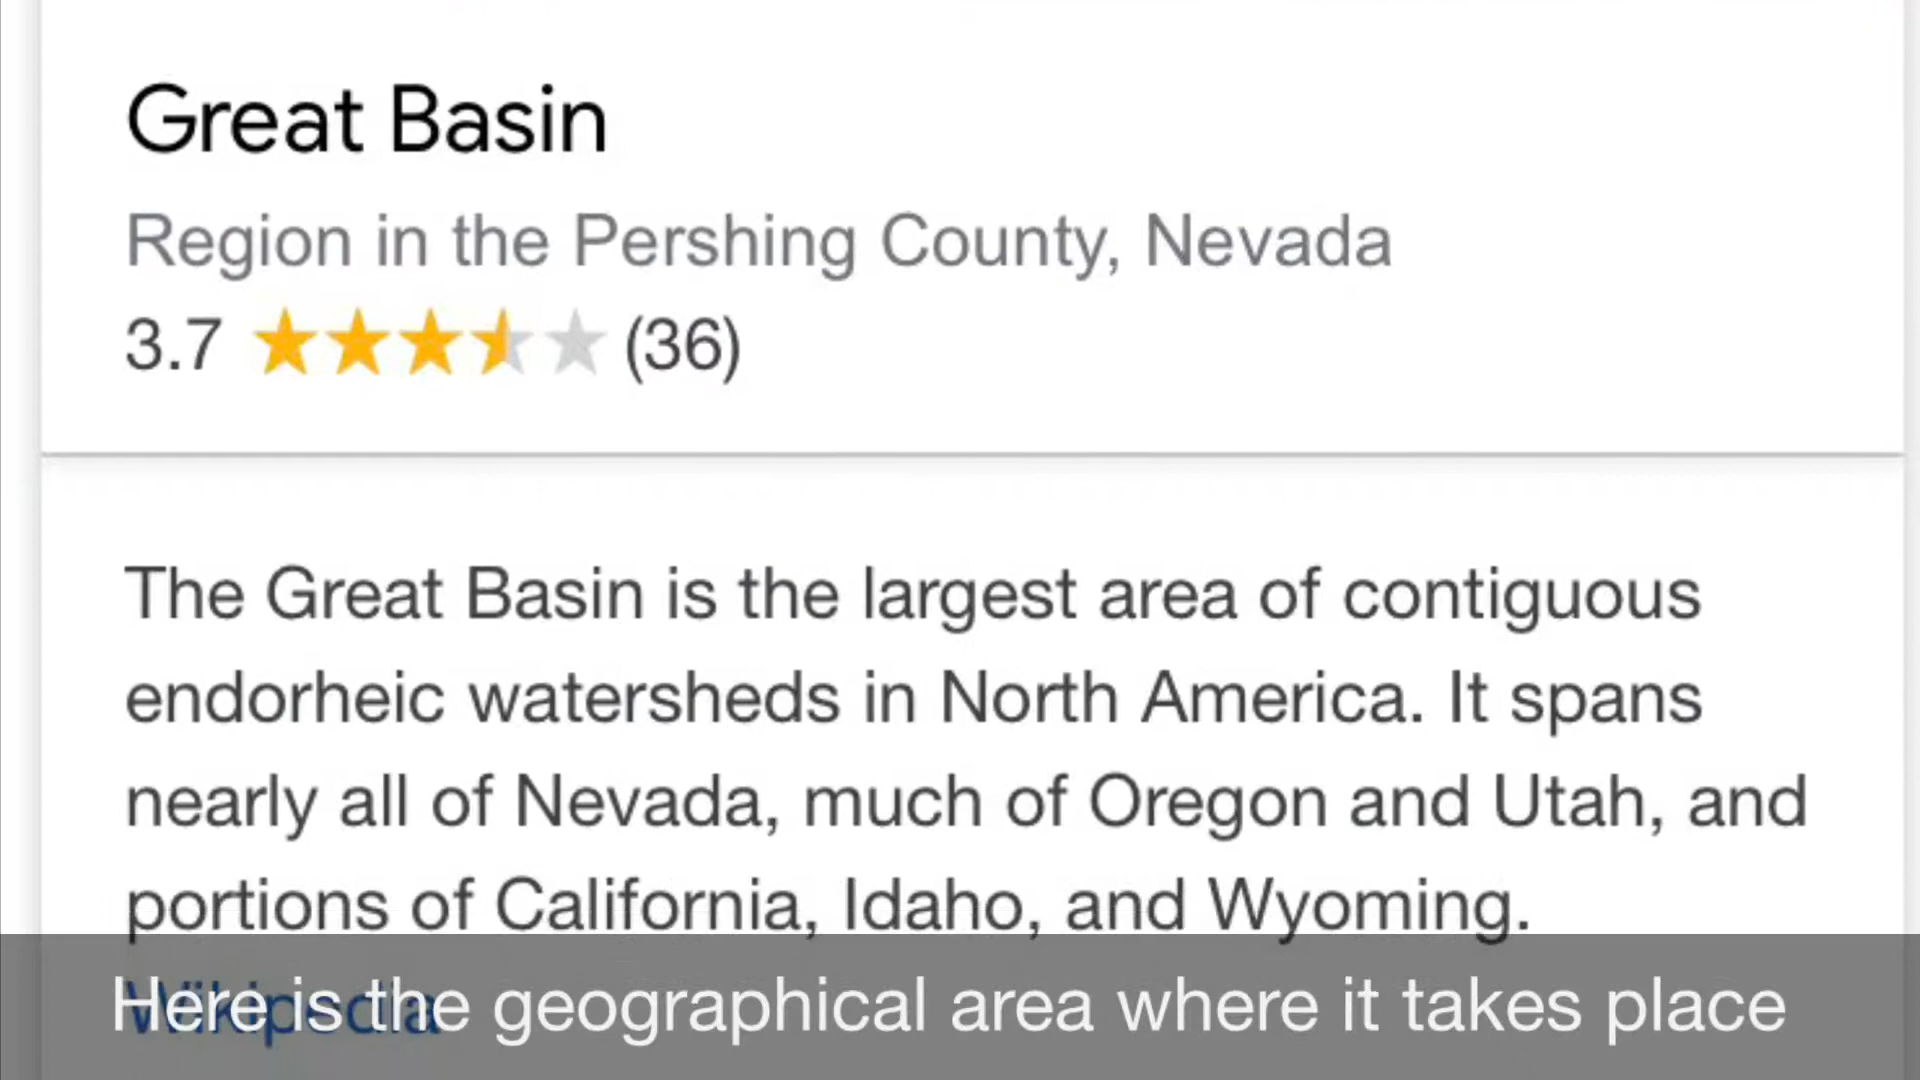 Great Basin
Region in the Pershing County, Nevada
3.7 (36)
The Great Basin is the largest area of contiguous
endorheic watersheds in North America. It spans
nearly all of Nevada, much of Oregon and Utah, and
portions of California, Idaho, and Wyoming.
Wikipedia
Here is the geographical area where it takes place